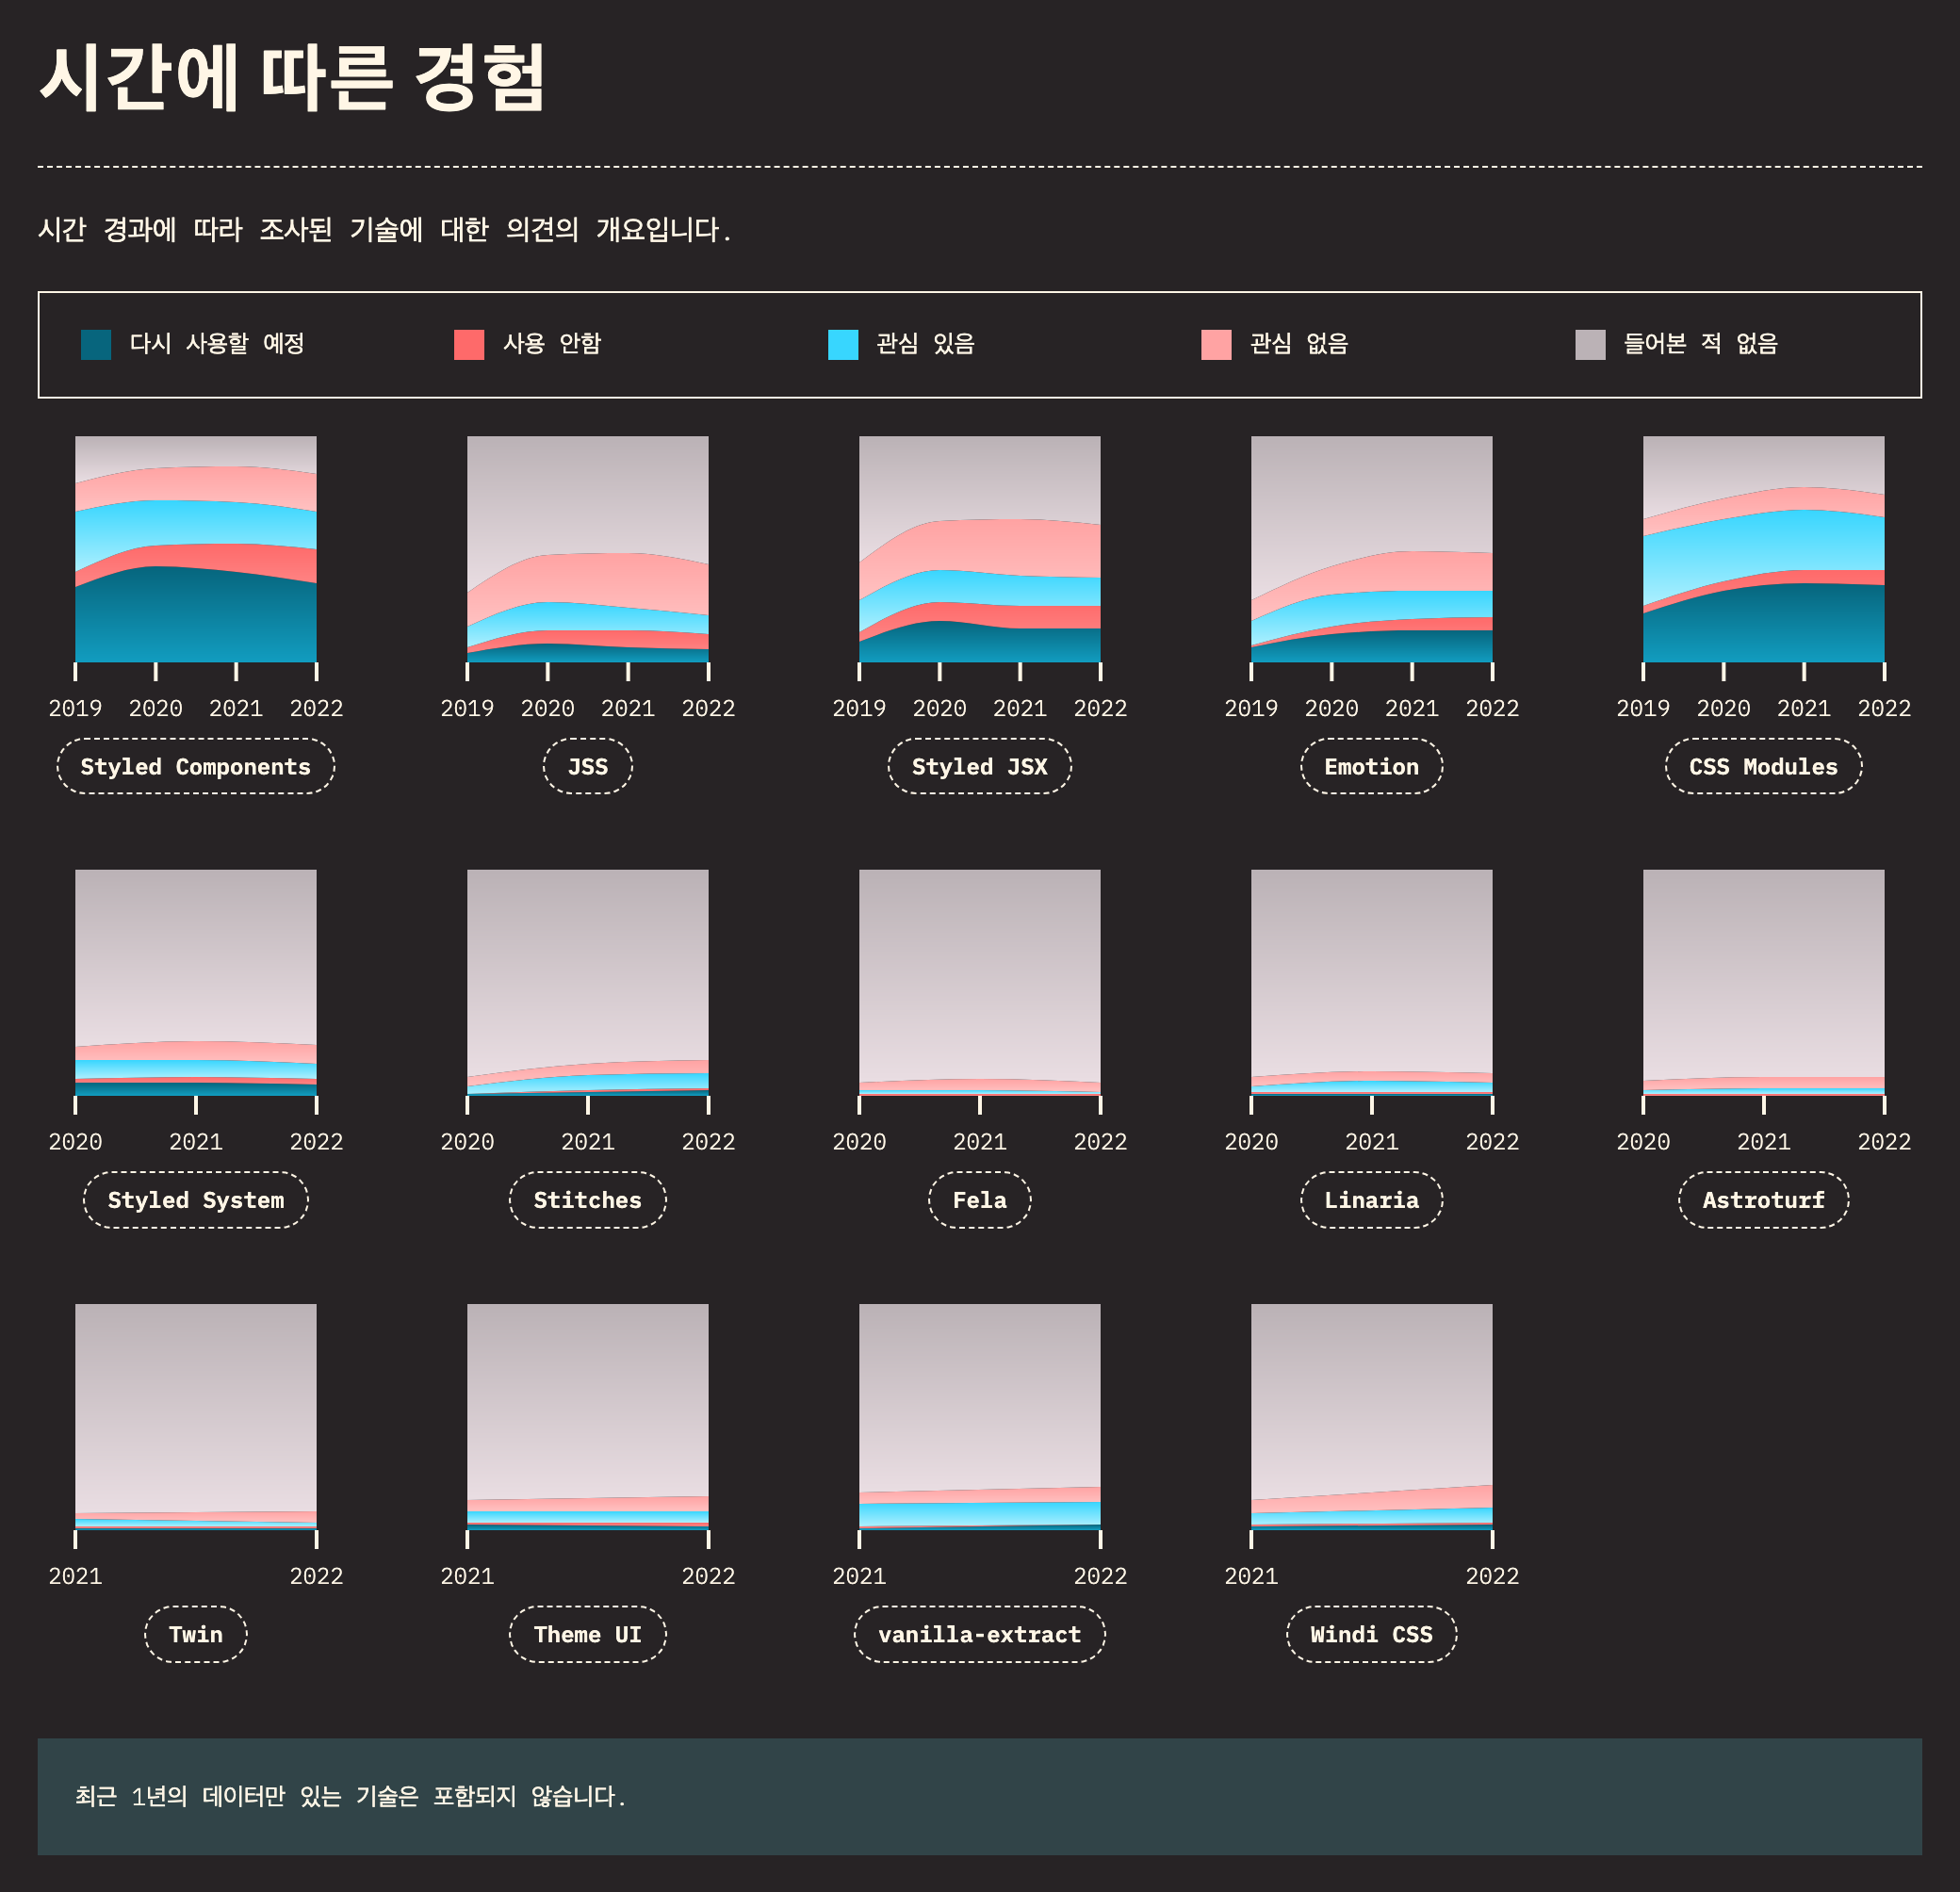 시간에 따른 경험
시간 경과에 따라 조사된 기술에 대한 의견의 개요입니다.
다시 사용할 예정 사용 안함 관심 있음 관심 없음 들어본 적 없음
2019 2020 2021 2022 2019 2020 2021 2022 2019 2020 2021 2022 2019 2020 2021 2022 2019 2020 2021 2022
Styled Components JSS Styled JSX Emotion CSS Modules
2020 2021 2022 2020 2021 2022 2020 2021 2022 2020 2021 2022 2020 2021 2022
Styled System Stitches Fela Linaria Astroturf
2021 2022 2021 2022 2021 2022 2021 2022
Twin Theme UI vanilla-extract Windi CSS
최근 1년의 데이터만 있는 기술은 포함되지 않습니다.